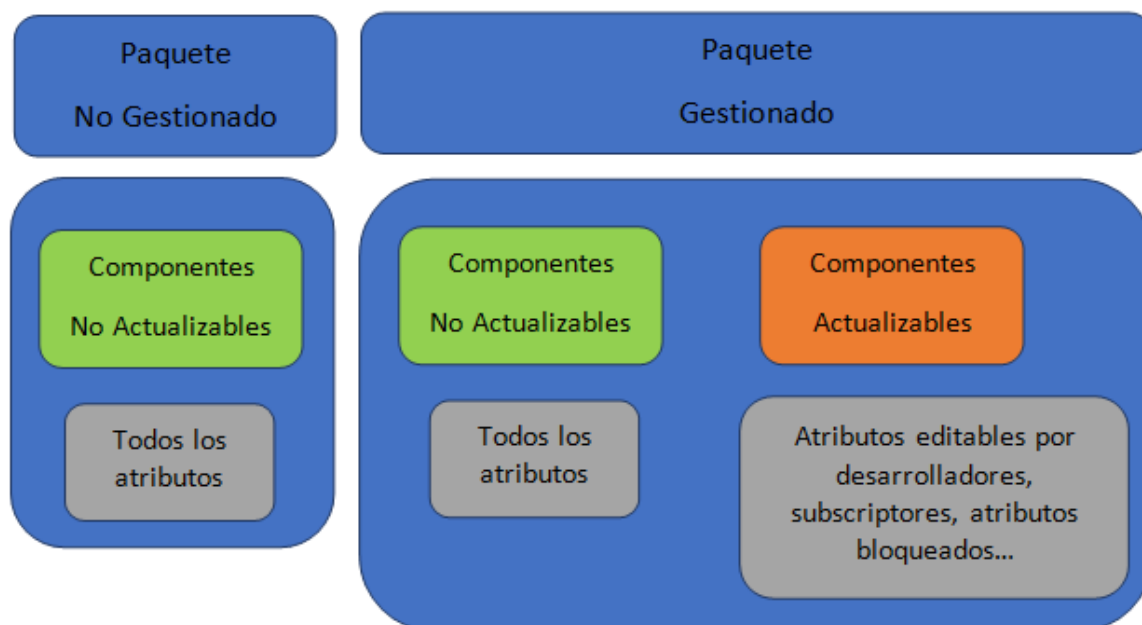 Paquete
No Gestionado
Paquete
Gestionado
Componentes
No Actualizables
Todos los
atributos
Componentes
No Actualizables
Todos los
atributos
Componentes
Actualizables
Atributos editables por
desarrolladores,
subscriptores, atributos
bloqueados...